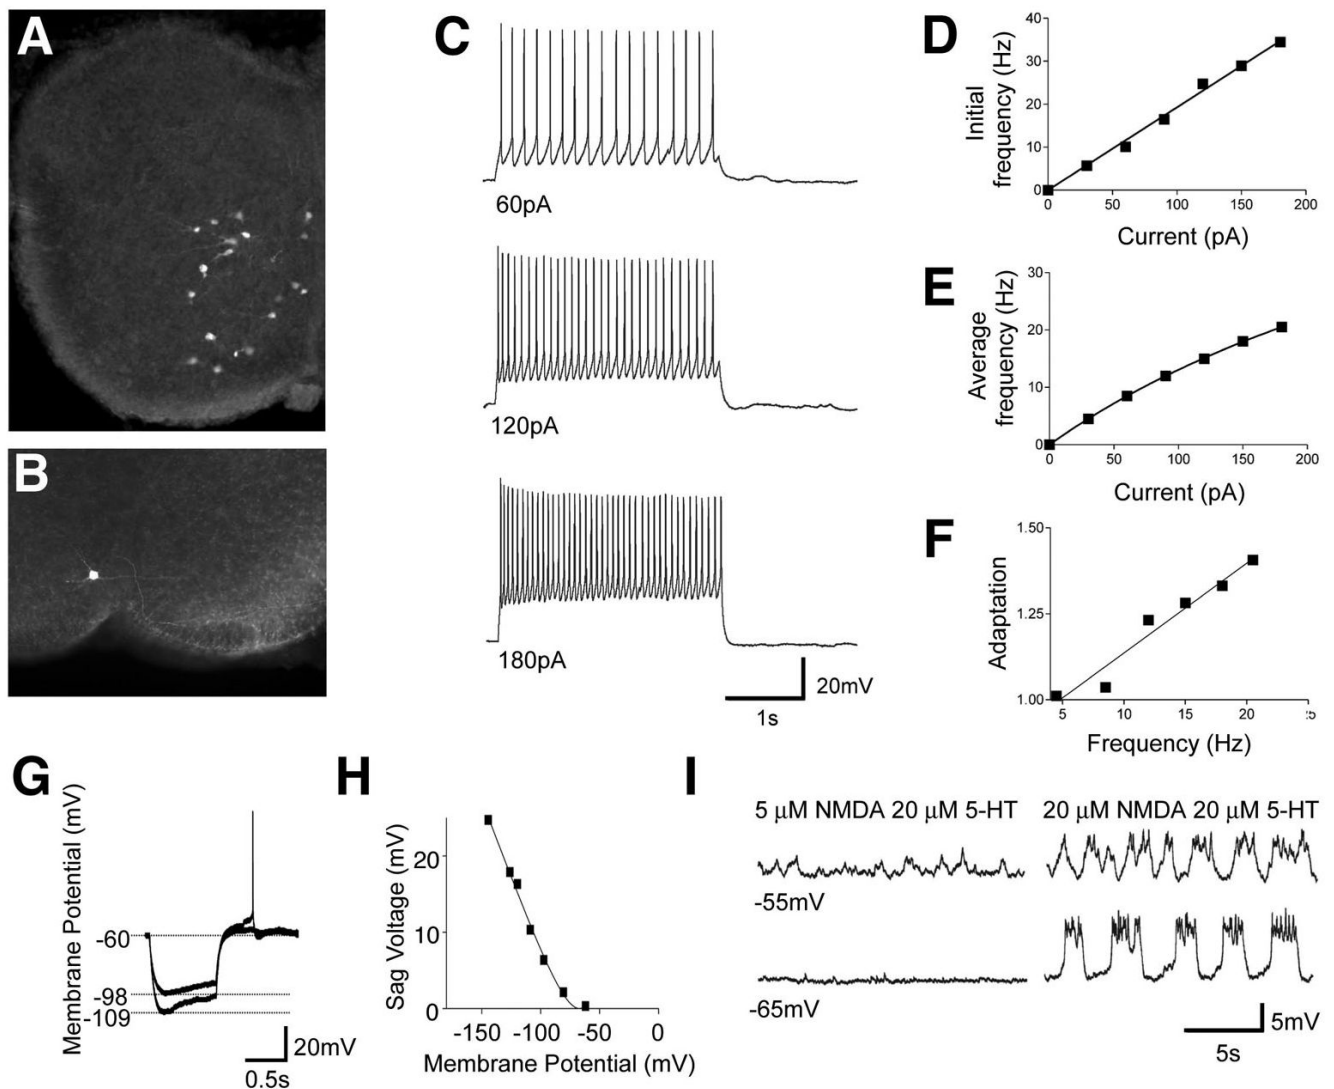 A
B
C
60pA
120pA
180pA
20mV
1s
D
Initial
frequency (Hz)
40
30
20
10
0
0 50 100 150 200
Current (pA)
E
Average
frequency (Hz)
30
20
10
0
0 50 100 150 200
Current (pA)
F
Adaptation
1.50
1.25
1.00
5 10 15 20
Frequency (Hz)
G
Membrane Potential (mV)
-60
-98
-109
20mV
0.5s
H
Sag Voltage (mV)
20
10
0
-150 -100 -50 0
Membrane Potential (mV)
I
5 μM NMDA 20 μM 5-HT
20 μM NMDA 20 μM 5-HT
-55mV
-65mV
5mV
5s